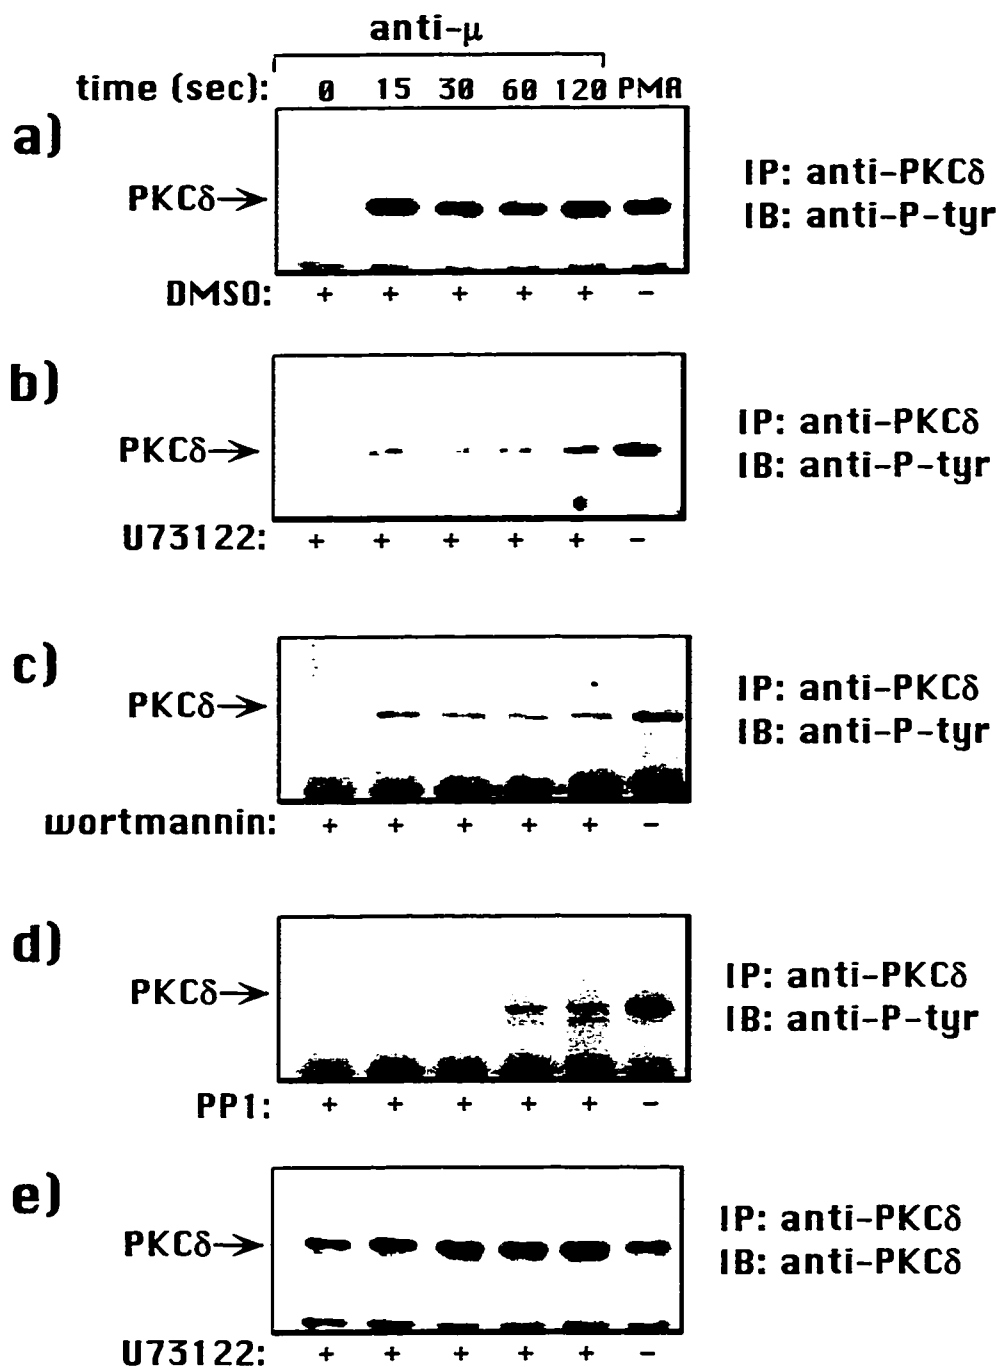 anti-μ
time (sec): 0 15 30 60 120 PMA
a)
PKCδ→
IP: anti-PKCδ
IB: anti-P-tyr
DMSO: + + + + + -
b)
PKCδ→
IP: anti-PKCδ
IB: anti-P-tyr
U73122: + + + + + -
c)
PKCδ→
IP: anti-PKCδ
IB: anti-P-tyr
wortmannin: + + + + + -
d)
PKCδ→
IP: anti-PKCδ
IB: anti-P-tyr
PP1: + + + + + -
e)
PKCδ→
IP: anti-PKCδ
IB: anti-PKCδ
U73122: + + + + + -